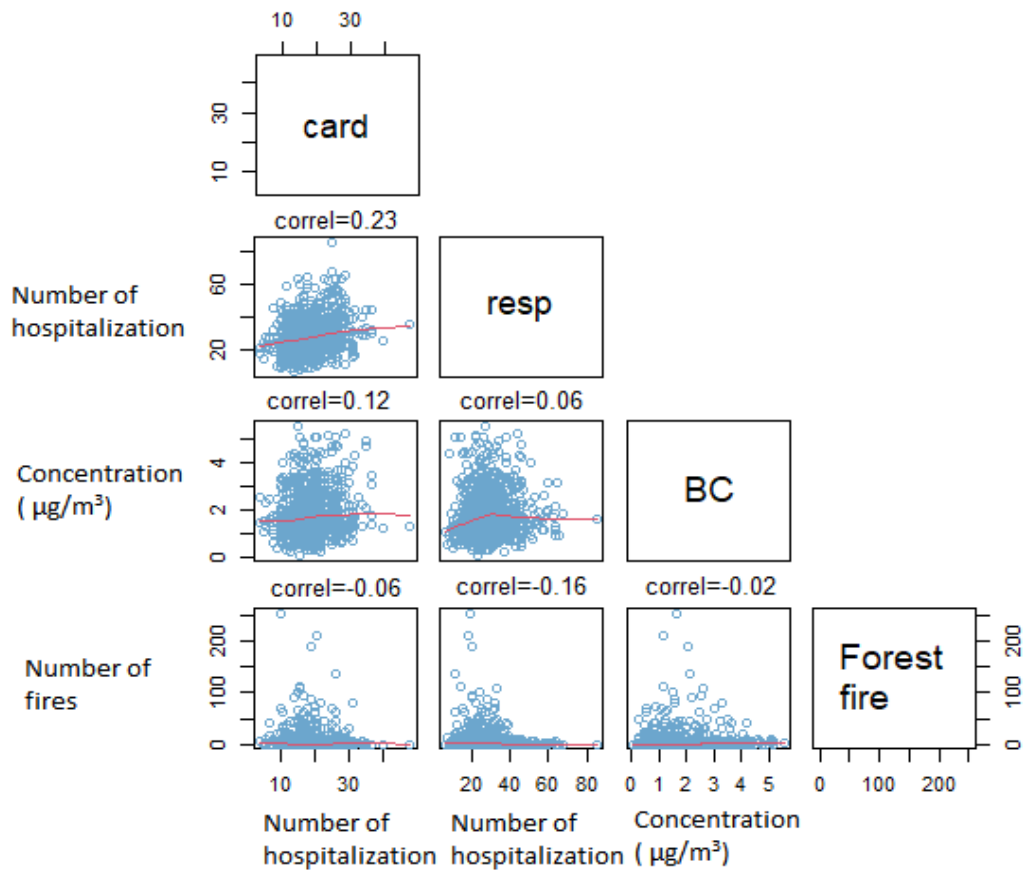 10 30
card
30
10
correl=0.23
Number of
hospitalization
60
20
resp
correl=0.12 correl=0.06
Concentration
( µg/m³)
4
2
0
BC
correl=-0.06 correl=-0.16 correl=-0.02
Number of
fires
200
100
0
Forest
fire
200
100
0
10 30 20 40 60 80 0 1 2 3 4 5 0 100 200
Number of
hospitalization
Number of
hospitalization
Concentration
( µg/m³)